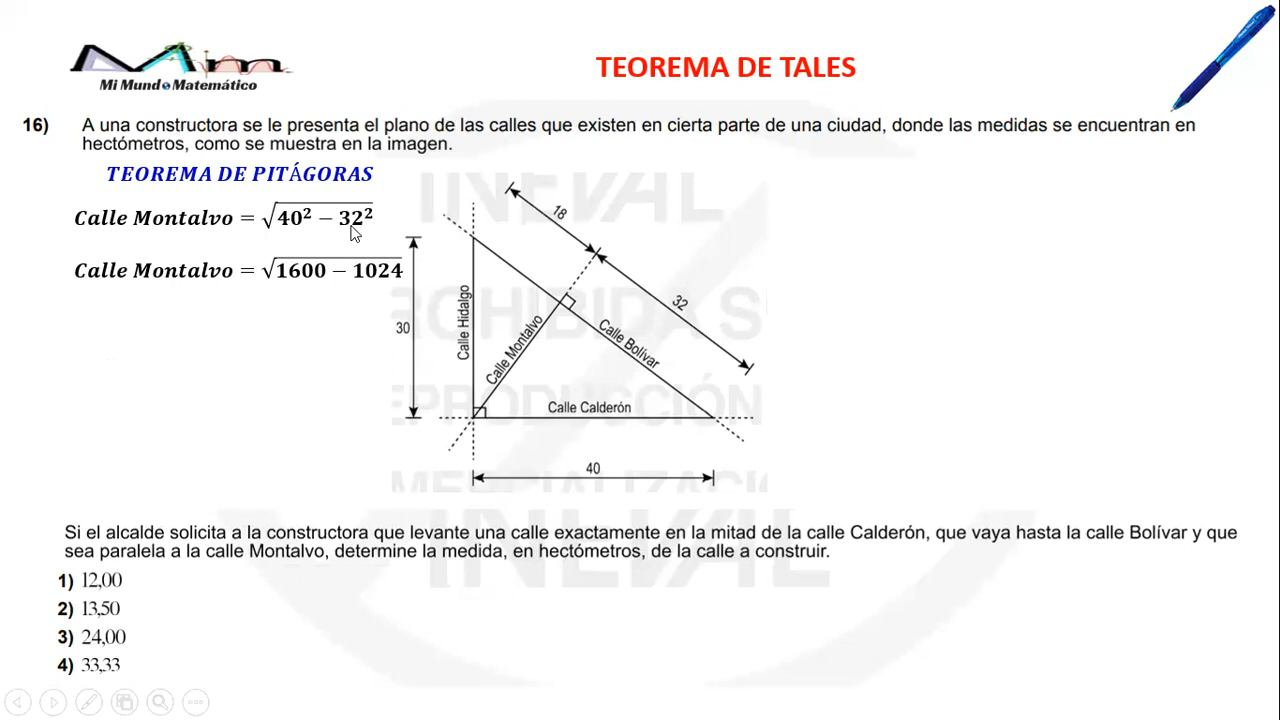 Mim
Mi Mundo Matemático
TEOREMA DE TALES
16) A una constructora se le presenta el plano de las calles que existen en cierta parte de una ciudad, donde las medidas se encuentran en
hectómetros, como se muestra en la imagen.
TEOREMA DE PITÁGORAS
Calle Montalvo = √40² − 32²
Calle Montalvo = √1600 − 1024
18
32
30
Calle Hidalgo
Calle Montalvo
Calle Bolívar
Calle Calderón
40
INEVAL
PROHIBIDA S
REPRODUCCIÓN
INEVAL
Si el alcalde solicita a la constructora que levante una calle exactamente en la mitad de la calle Calderón, que vaya hasta la calle Bolívar y que
sea paralela a la calle Montalvo, determine la medida, en hectómetros, de la calle a construir.
1) 12,00
2) 13,50
3) 24,00
4) 33,33